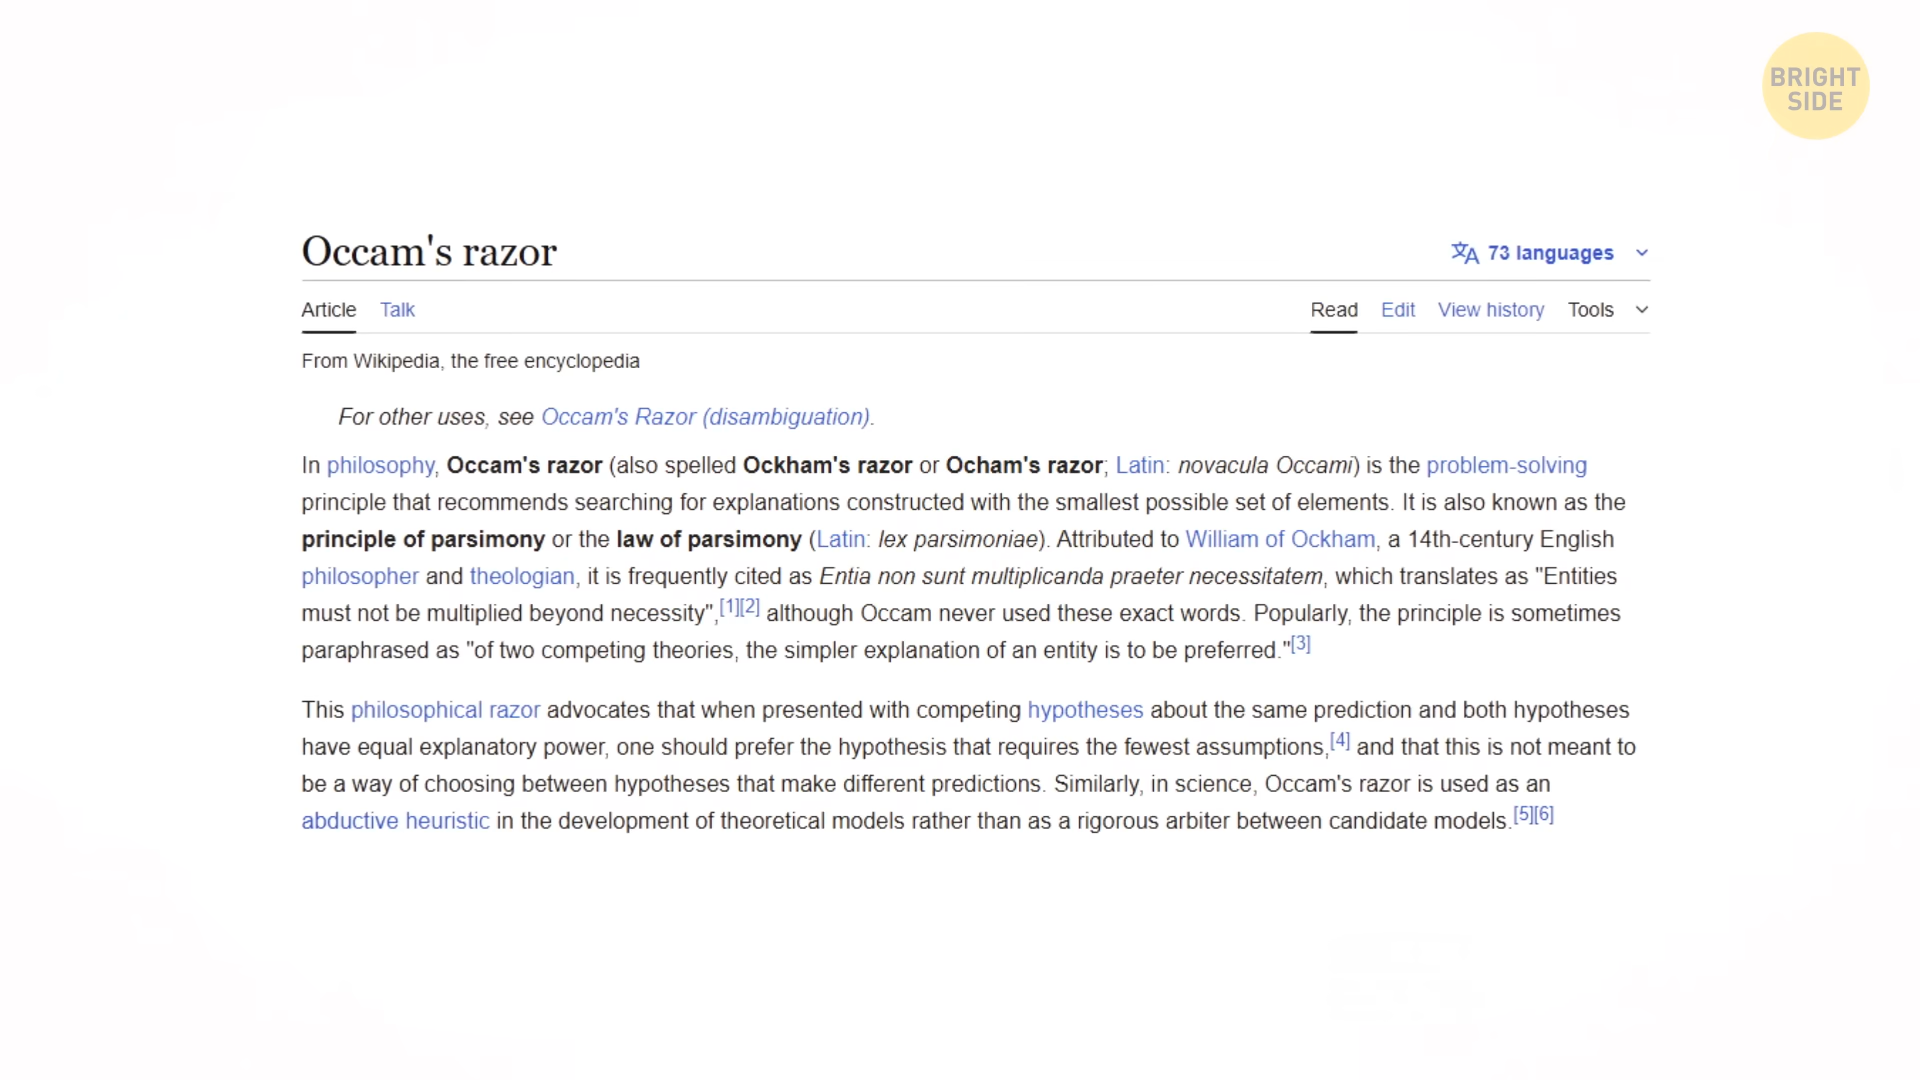 BRIGHT
SIDE
Occam's razor
73 languages
Article Talk Read Edit View history Tools
From Wikipedia, the free encyclopedia
For other uses, see Occam's Razor (disambiguation).
In philosophy, Occam's razor (also spelled Ockham's razor or Ocham's razor; Latin: novacula Occami) is the problem-solving
principle that recommends searching for explanations constructed with the smallest possible set of elements. It is also known as the
principle of parsimony or the law of parsimony (Latin: lex parsimoniae). Attributed to William of Ockham, a 14th-century English
philosopher and theologian, it is frequently cited as Entia non sunt multiplicanda praeter necessitatem, which translates as "Entities
must not be multiplied beyond necessity",[1][2] although Occam never used these exact words. Popularly, the principle is sometimes
paraphrased as "of two competing theories, the simpler explanation of an entity is to be preferred."[3]
This philosophical razor advocates that when presented with competing hypotheses about the same prediction and both hypotheses
have equal explanatory power, one should prefer the hypothesis that requires the fewest assumptions,[4] and that this is not meant to
be a way of choosing between hypotheses that make different predictions. Similarly, in science, Occam's razor is used as an
abductive heuristic in the development of theoretical models rather than as a rigorous arbiter between candidate models.[5][6]